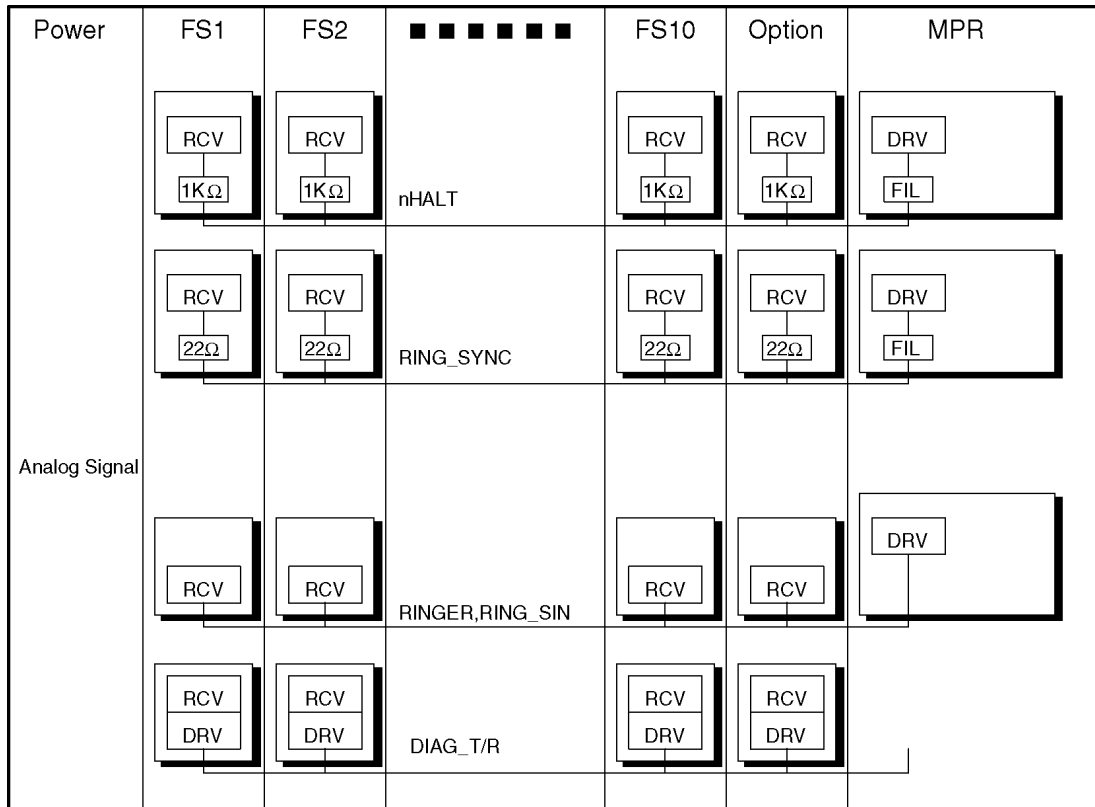 Power FS1 FS2 FS10 Option MPR
RCV RCV RCV RCV DRV
1KΩ 1KΩ nHALT 1KΩ 1KΩ FIL
RCV RCV RCV RCV DRV
22Ω 22Ω RING_SYNC 22Ω 22Ω FIL
Analog Signal
DRV
RCV RCV RCV RCV
RINGER,RING_SIN
RCV RCV RCV RCV
DRV DRV DIAG_T/R DRV DRV